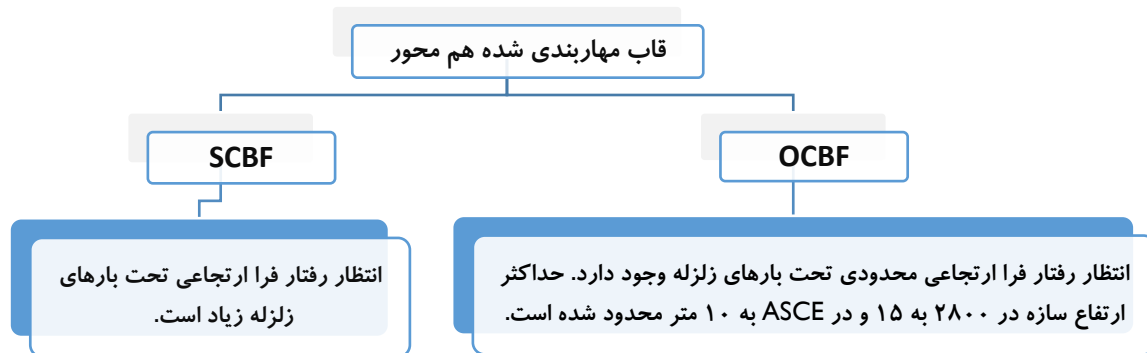 قاب مهاربندی شده هم محور
OCBF
SCBF
انتظار رفتار فرا ارتجاعی محدودی تحت بارهای زلزله وجود دارد. حداکثر
ارتفاع سازه در ۲۸۰۰ به ۱۵ و در ASCE به ۱۰ متر محدود شده است.
انتظار رفتار فرا ارتجاعی تحت بارهای
زلزله زیاد است.